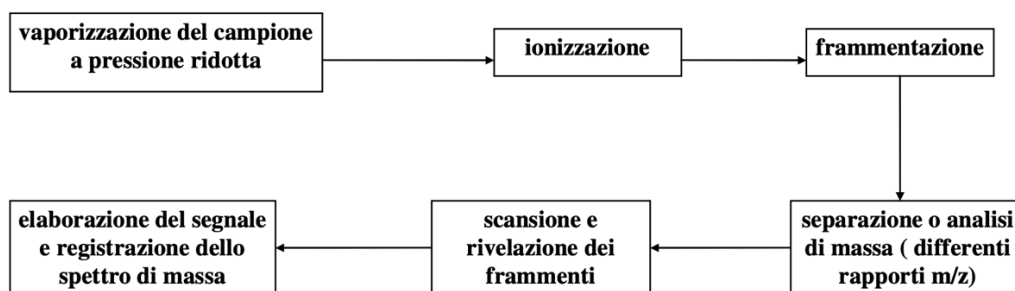 vaporizzazione del campione
a pressione ridotta
ionizzazione
frammentazione
separazione o analisi
di massa ( differenti
rapporti m/z)
scansione e
rivelazione dei
frammenti
elaborazione del segnale
e registrazione dello
spettro di massa